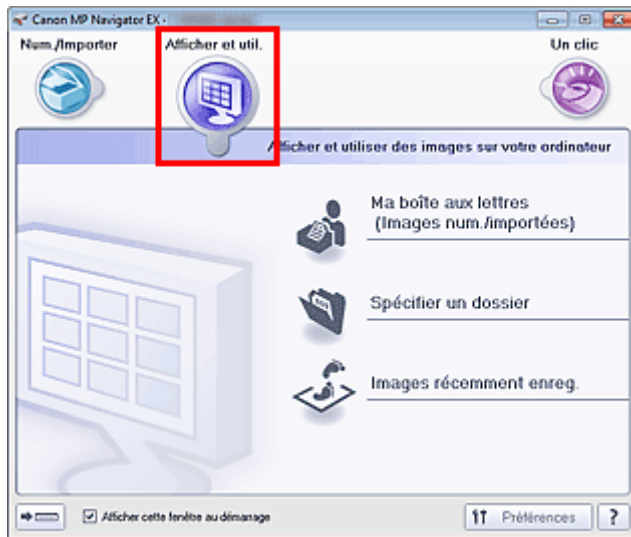 Canon MP Navigator EX -
Num./Importer
Afficher et util.
Un clic
Afficher et utiliser des images sur votre ordinateur
Ma boîte aux lettres
(Images num./importées)
Spécifier un dossier
Images récemment enreg.
Afficher cette fenêtre au démarrage
Préférences
?